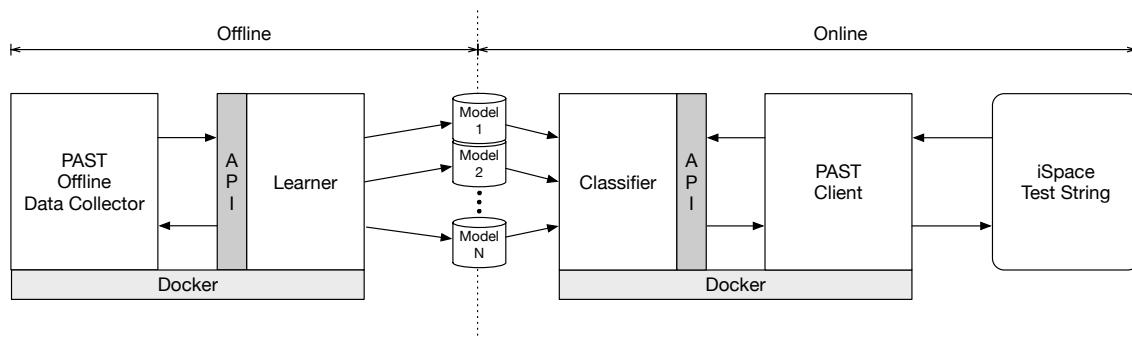 Offline
Online
PAST
Offline
Data Collector
A
P
I
Learner
Model
1
Model
2
Model
N
Classifier
A
P
I
PAST
Client
iSpace
Test String
Docker
Docker